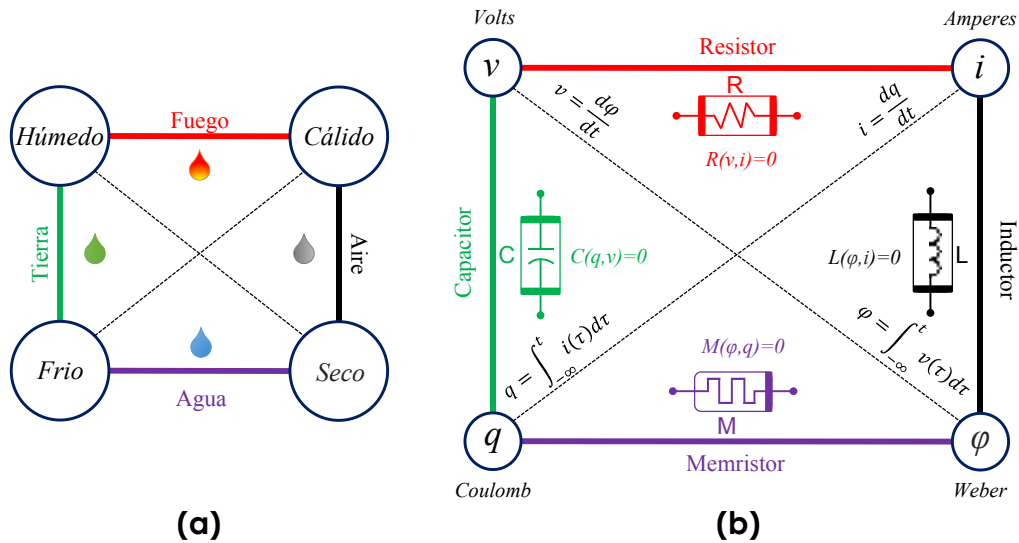 Húmedo
Fuego
Cálido
Tierra
Aire
Frio
Agua
Seco
(a)
Volts
Amperes
v
Resistor
i
v = dφ/dt
R
R(v,i)=0
i = dq/dt
Capacitor
C
C(q,v)=0
L(φ,i)=0
L
Inductor
q = ∫_{-∞}^{t} i(τ)dτ
M(φ,q)=0
M
φ = ∫_{-∞}^{t} v(τ)dτ
q
Memristor
φ
Coulomb
Weber
(b)